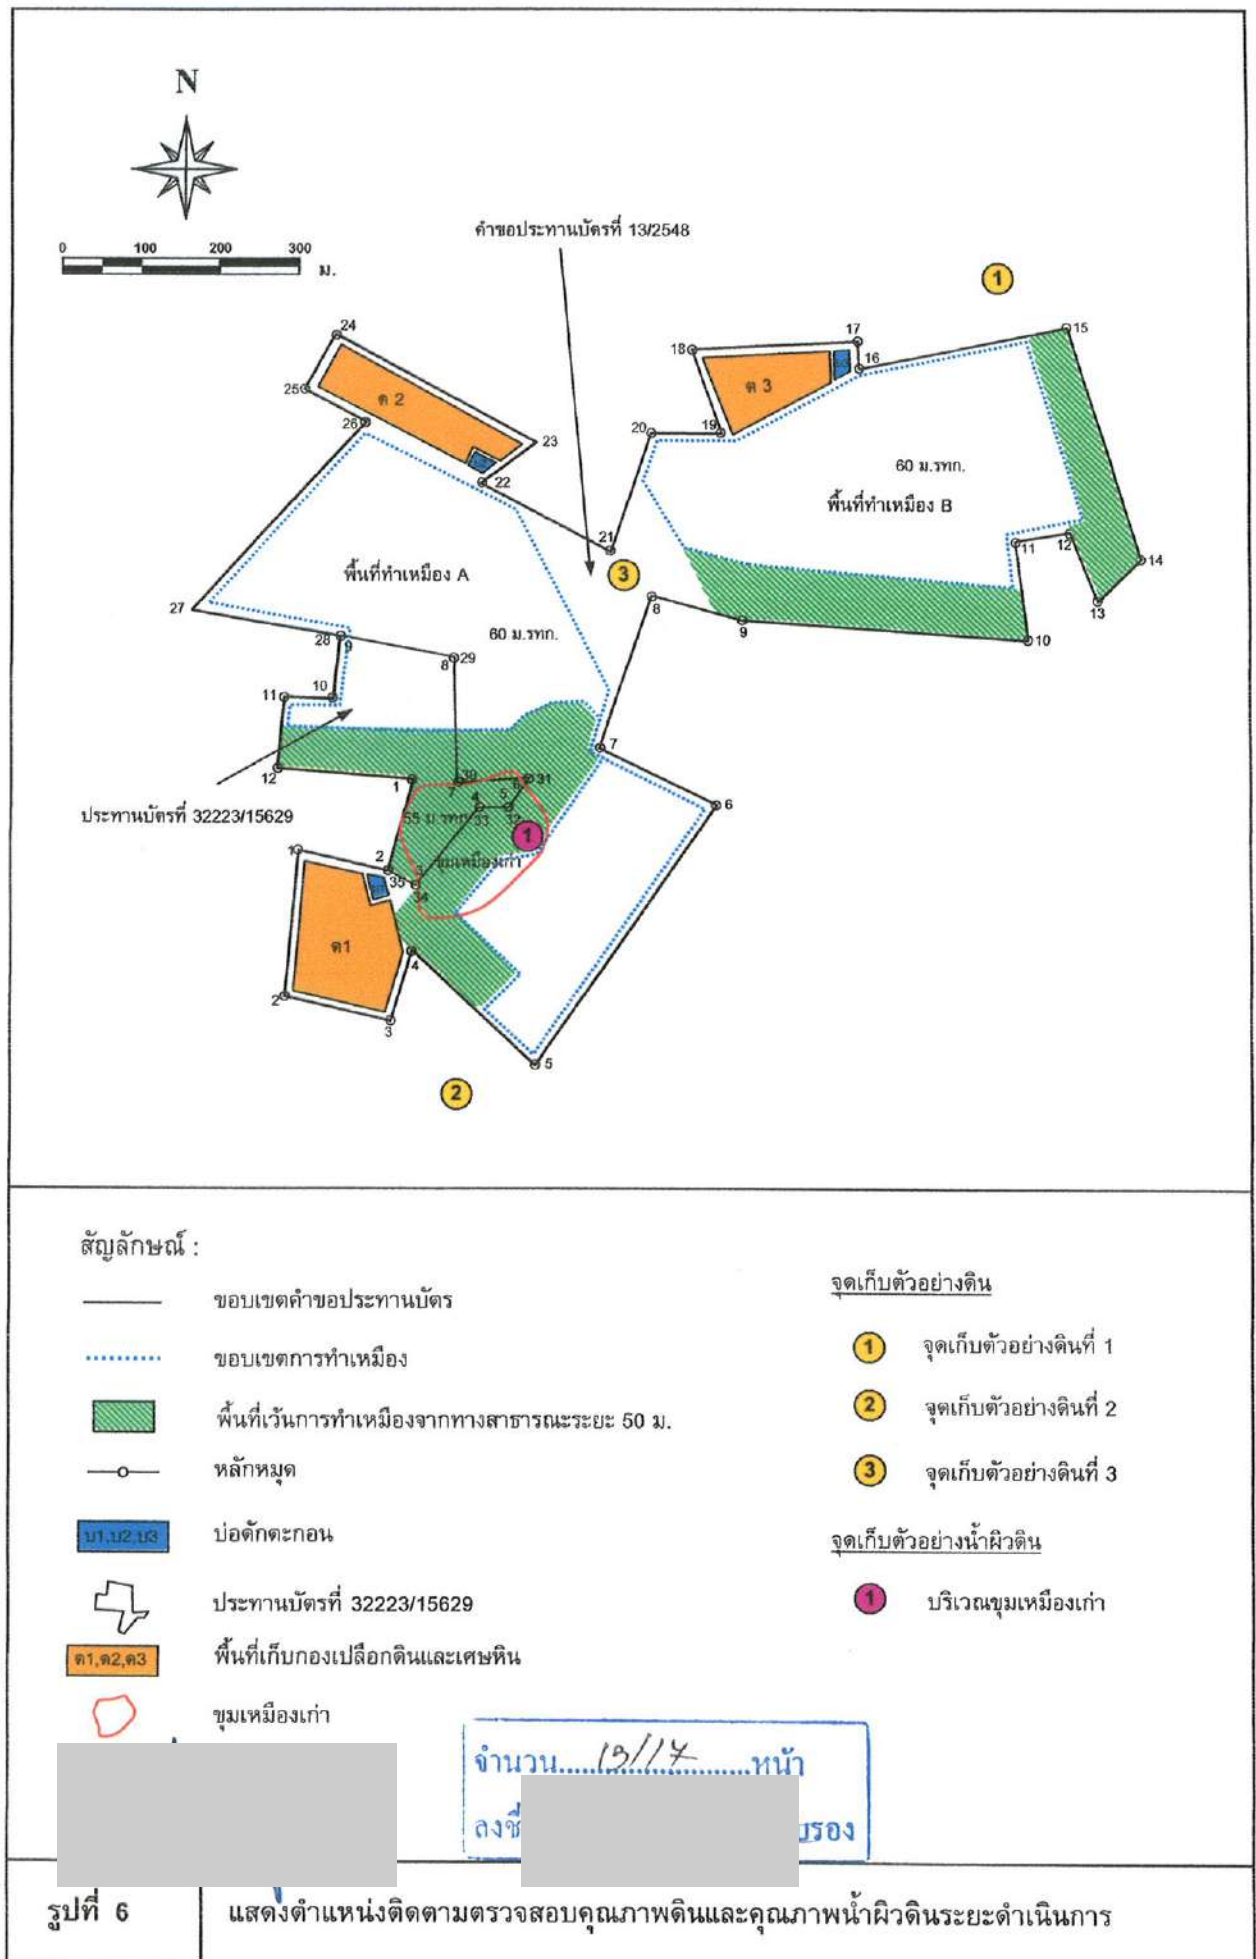 N
0 100 200 300
ม.
คำขอประทานบัตรที่ 13/2548
1
24
17
15
18
16
25
ต 2
ต 3
26
23
20
19
60 ม.รทก.
22
พื้นที่ทำเหมือง B
21
11
12
14
3
พื้นที่ทำเหมือง A
27
8
13
9
10
28
9
60 ม.รทก.
8
29
11
10
7
12
1
30
7
6
31
6
4
5
ประทานบัตรที่ 32223/15629
55 ม.รทก.
33
32
1
1
2
ขุมเหมืองเก่า
35
3
34
ต1
4
2
3
5
2
สัญลักษณ์ :
ขอบเขตคำขอประทานบัตร
ขอบเขตการทำเหมือง
พื้นที่เว้นการทำเหมืองจากทางสาธารณะระยะ 50 ม.
หลักหมุด
บ1,บ2,บ3 บ่อดักตะกอน
ประทานบัตรที่ 32223/15629
ต1,ต2,ต3 พื้นที่เก็บกองเปลือกดินและเศษหิน
ขุมเหมืองเก่า
จุดเก็บตัวอย่างดิน
1 จุดเก็บตัวอย่างดินที่ 1
2 จุดเก็บตัวอย่างดินที่ 2
3 จุดเก็บตัวอย่างดินที่ 3
จุดเก็บตัวอย่างน้ำผิวดิน
1 บริเวณขุมเหมืองเก่า
จำนวน......หน้า
ลงชื่
รอง
รูปที่ 6
แสดงตำแหน่งติดตามตรวจสอบคุณภาพดินและคุณภาพน้ำผิวดินระยะดำเนินการ